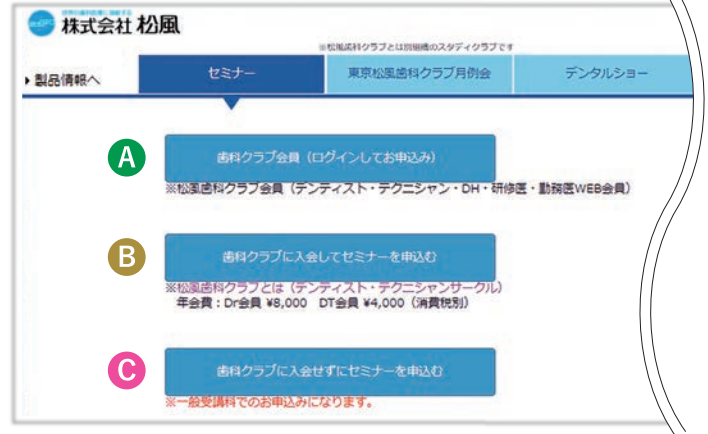 株式会社 松風
※松風歯科クラブとは別組織のスタディクラブです
製品情報へ
セミナー
東京松風歯科クラブ月例会
デンタルショー
A
歯科クラブ会員（ログインしてお申込み）
※松風歯科クラブ会員（デンティスト・テクニシャン・DH・研修医・勤務医WEB会員）
B
歯科クラブに入会してセミナーを申込む
※松風歯科クラブとは（デンティスト・テクニシャンサークル）
年会費：Dr会員 ¥8,000　DT会員 ¥4,000（消費税別）
C
歯科クラブに入会せずにセミナーを申込む
※一般受講料でのお申込みになります。